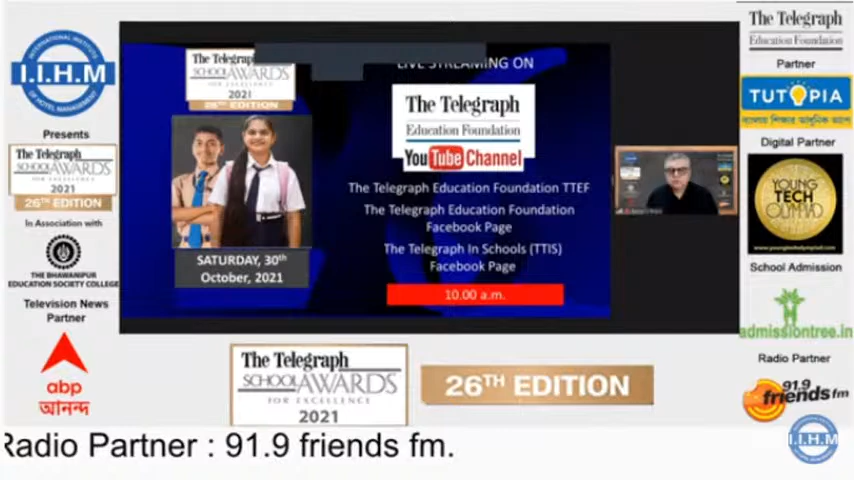 INTERNATIONAL INSTITUTE
I.I.H.M
OF HOTEL MANAGEMENT
Presents
The Telegraph
SCHOOL AWARDS
FOR EXCELLENCE
2021
26TH EDITION
In Association with
THE BHAWANIPUR
EDUCATION SOCIETY COLLEGE
Television News
Partner
abp
আনন্দ
The Telegraph
SCHOOL AWARDS
FOR EXCELLENCE
2021
26TH EDITION
SATURDAY, 30th
October, 2021
LIVE STREAMING ON
The Telegraph
Education Foundation
YouTube Channel
The Telegraph Education Foundation TTEF
The Telegraph Education Foundation
Facebook Page
The Telegraph In Schools (TTIS)
Facebook Page
10.00 a.m.
The Telegraph
Education Foundation
Partner
TUTOPIA
বাংলায় শিক্ষার আধুনিক অ্যাপ
Digital Partner
YOUNG
TECH
OLYMPIAD
www.youngtecholympiad.com
School Admission
admissiontree.in
Radio Partner
91.9
friends fm
The Telegraph
SCHOOL AWARDS
FOR EXCELLENCE
2021
26TH EDITION
I.I.H.M
Radio Partner : 91.9 friends fm.